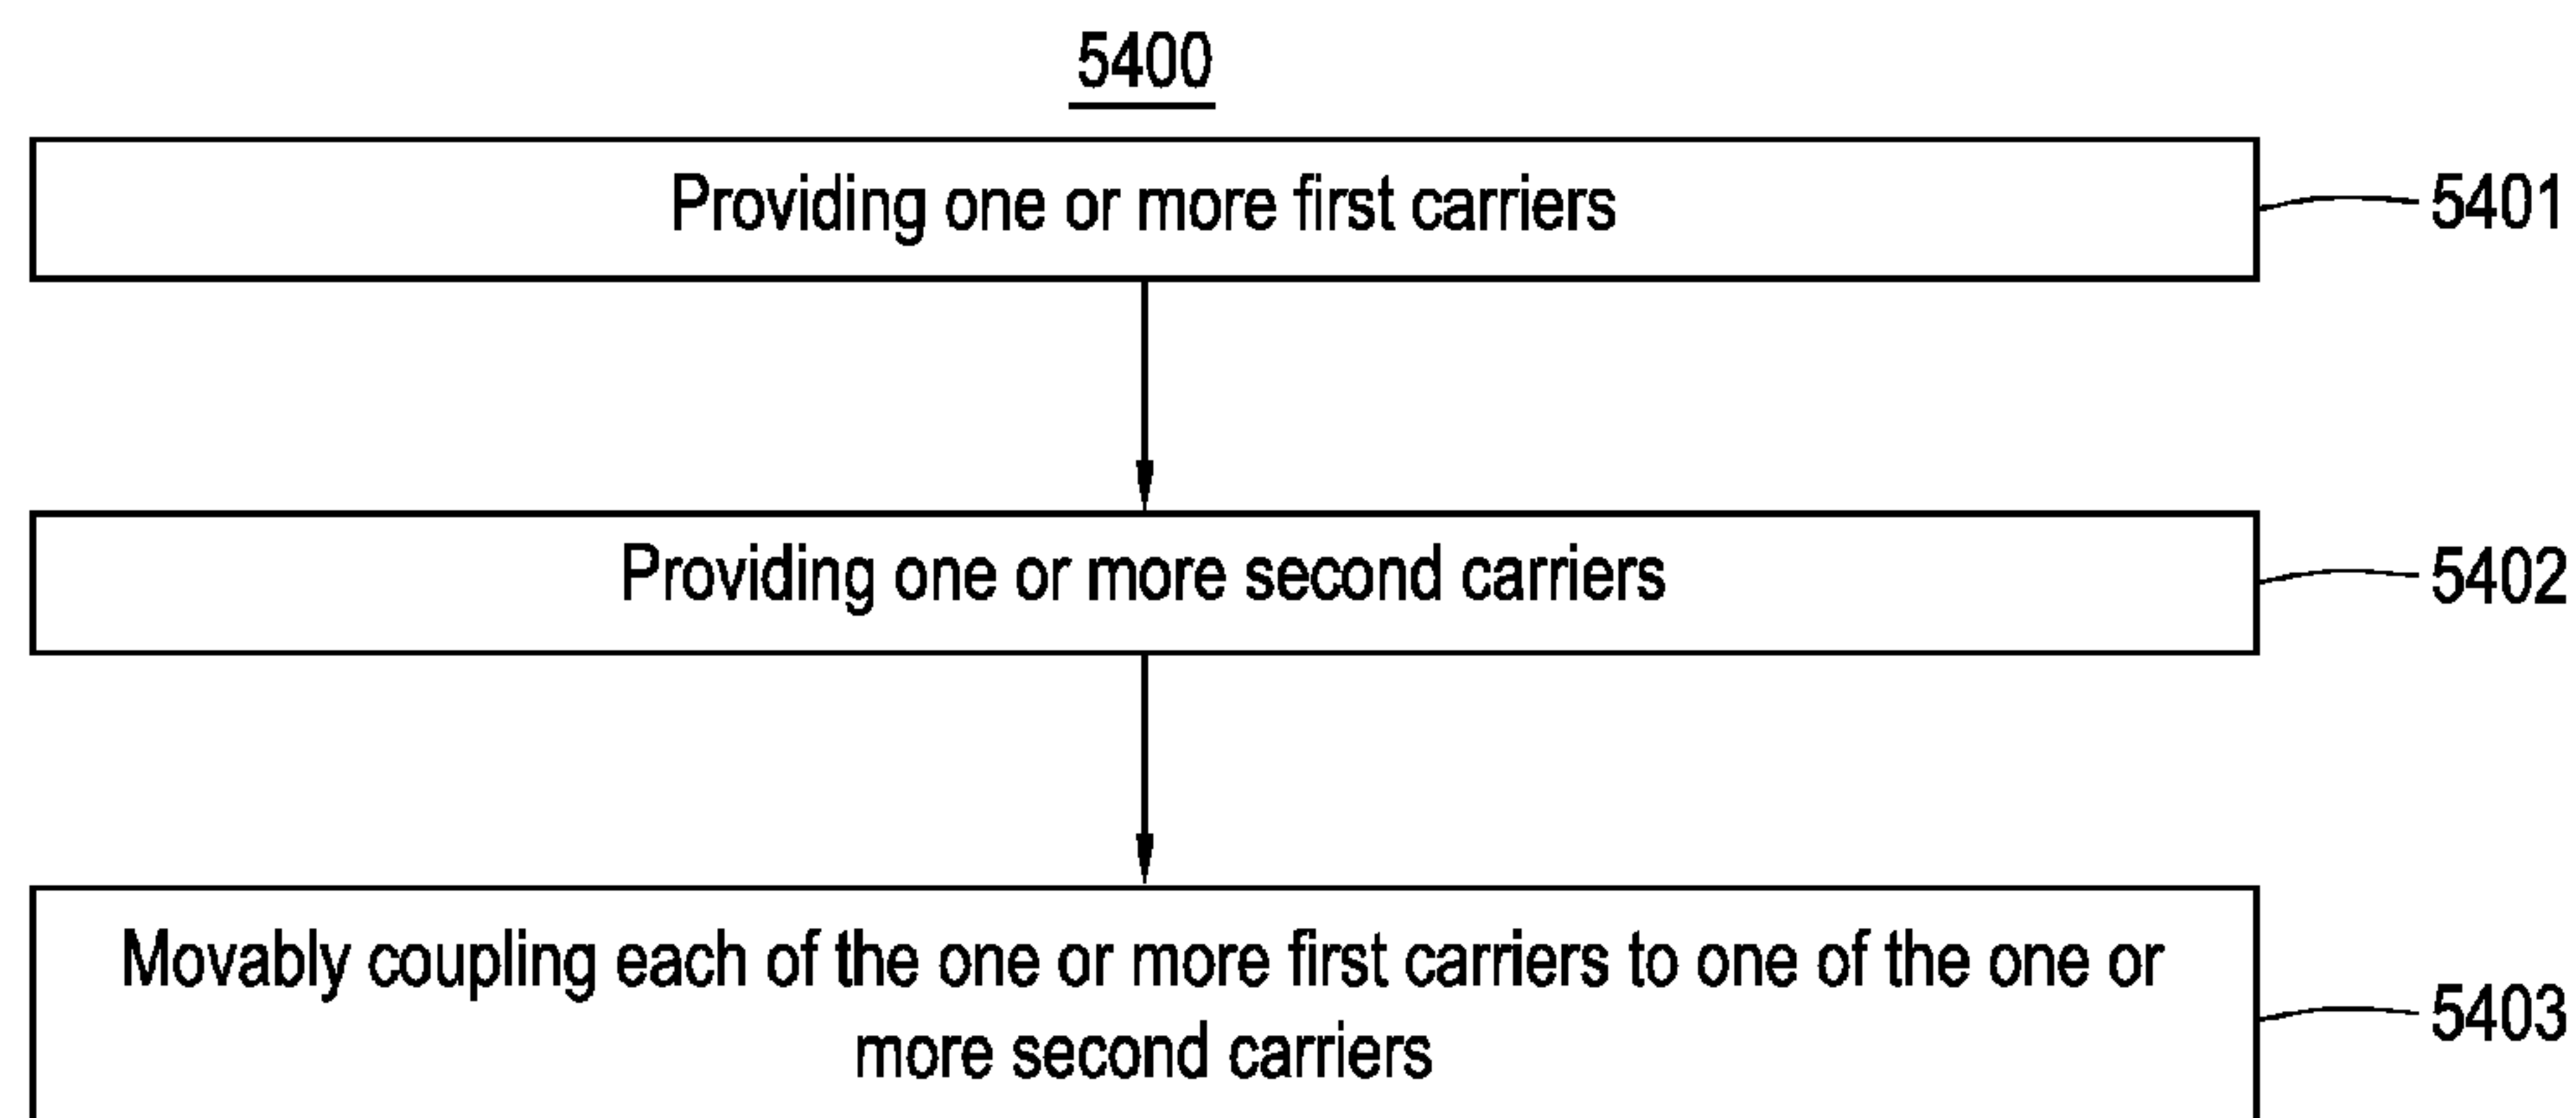 5400
Providing one or more first carriers
5401
Providing one or more second carriers
5402
Movably coupling each of the one or more first carriers to one of the one or
more second carriers
5403